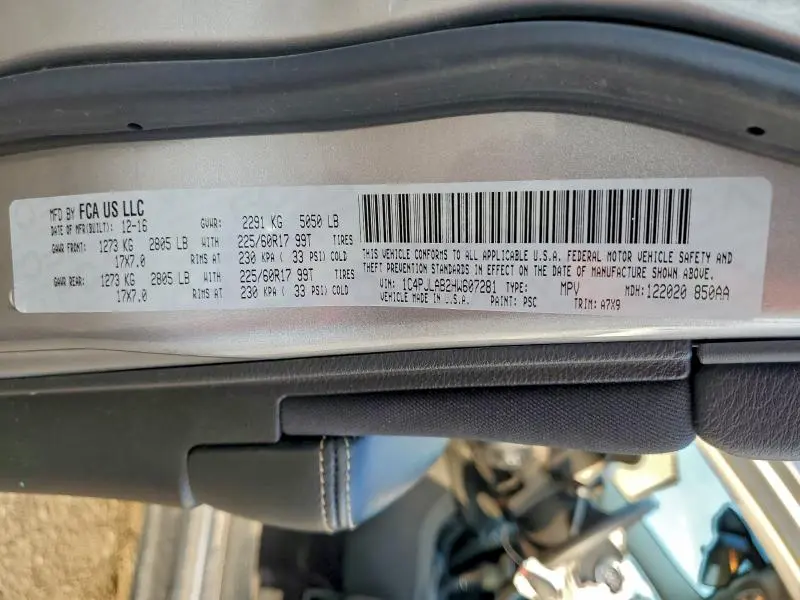 MFD BY FCA US LLC
DATE OF MFR(BUILT): 12-16 GVWR: 2291 KG 5050 LB
GAWR FRONT: 1273 KG 2805 LB WITH 225/60R17 99T TIRES
17X7.0 RIMS AT 230 KPA ( 33 PSI) COLD
GAWR REAR: 1273 KG 2805 LB WITH 225/60R17 99T TIRES
17X7.0 RIMS AT 230 KPA ( 33 PSI) COLD
THIS VEHICLE CONFORMS TO ALL APPLICABLE U.S.A. FEDERAL MOTOR VEHICLE SAFETY AND
THEFT PREVENTION STANDARDS IN EFFECT ON THE DATE OF MANUFACTURE SHOWN ABOVE.
VIN: 1C4PJLAB2HW607281 TYPE: MPV MDH: 122020 850AA
VEHICLE MADE IN U.S.A. PAINT: PSC TRIM: A7X9